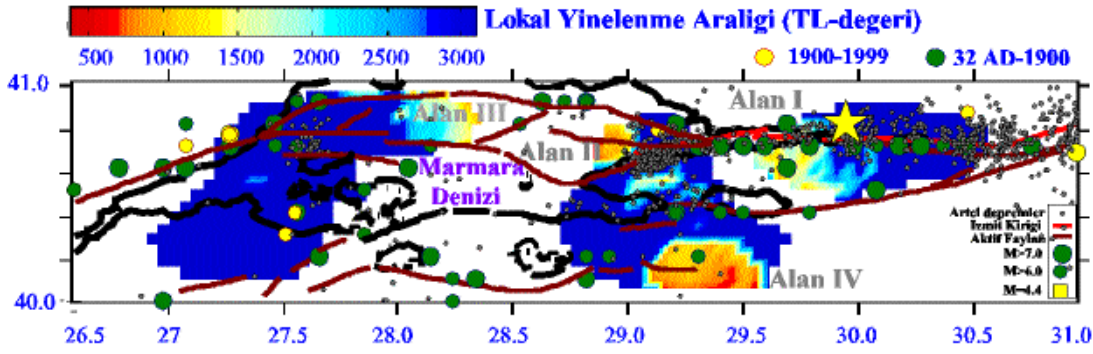 Lokal Yinelenme Araligi (TL-degeri)
500 1000 1500 2000 2500 3000
1900-1999 32 AD-1900
41.0
Alan I
Alan III
Alan II
Marmara
Denizi
Artci depremler
Izmit Kirigi
Aktif Faylar
M>7.0
M>6.0
M=4.4
Alan IV
40.0
26.5 27 27.5 28.0 28.5 29.0 29.5 30.0 30.5 31.0